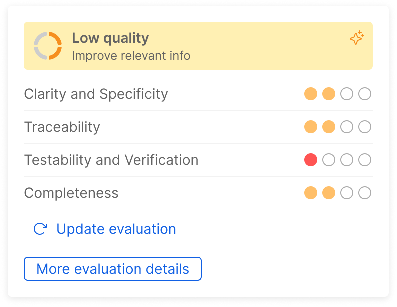 Low quality
Improve relevant info
Clarity and Specificity
Traceability
Testability and Verification
Completeness
Update evaluation
More evaluation details